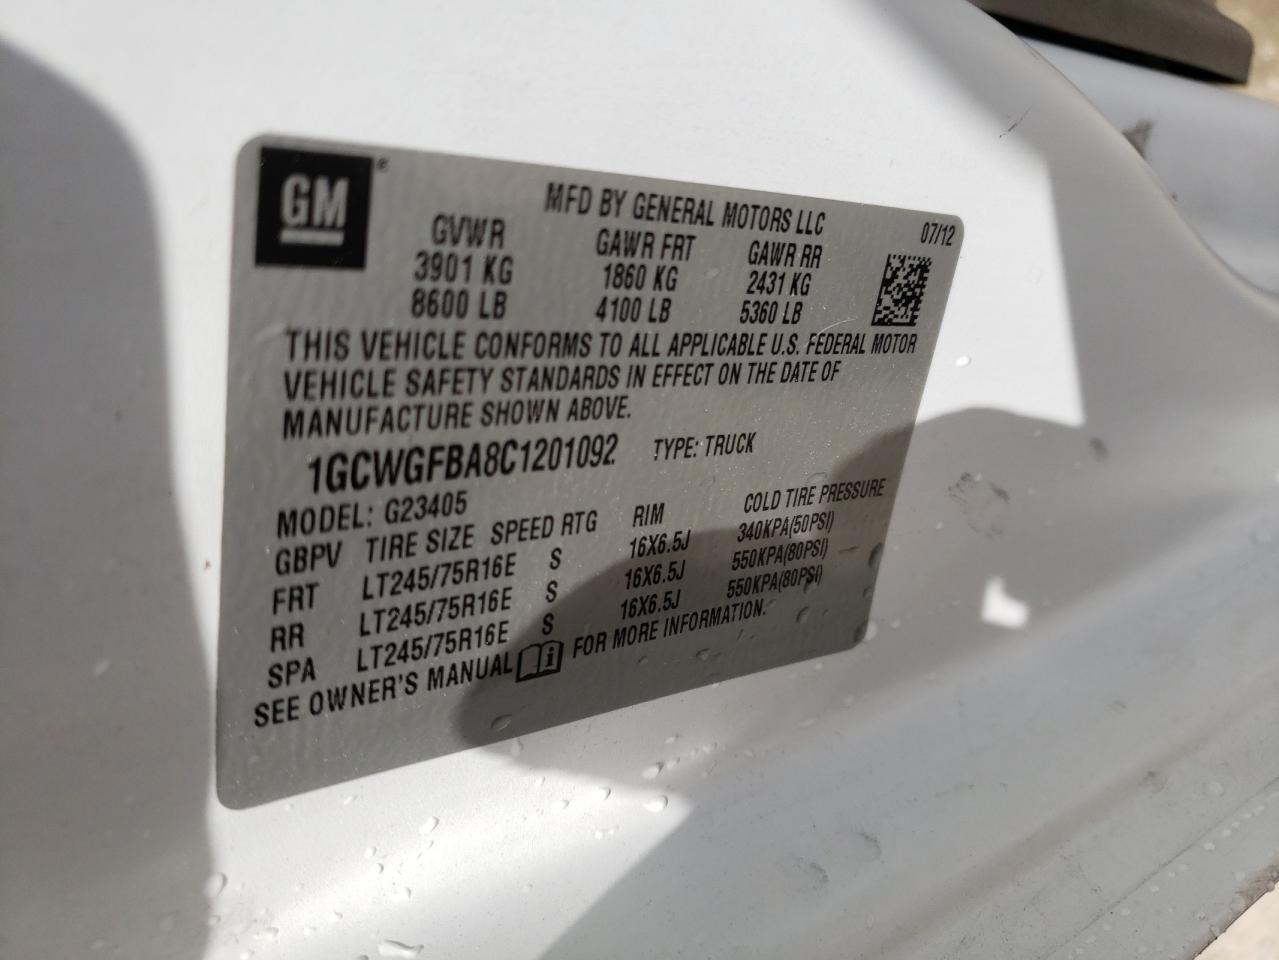 GM ®
MFD BY GENERAL MOTORS LLC
07/12
GVWR GAWR FRT GAWR RR
3901 KG 1860 KG 2431 KG
8600 LB 4100 LB 5360 LB
THIS VEHICLE CONFORMS TO ALL APPLICABLE U.S. FEDERAL MOTOR
VEHICLE SAFETY STANDARDS IN EFFECT ON THE DATE OF
MANUFACTURE SHOWN ABOVE.
1GCWGFBA8C1201092 TYPE: TRUCK
MODEL: G23405
GBPV TIRE SIZE SPEED RTG RIM COLD TIRE PRESSURE
FRT LT245/75R16E S 16X6.5J 340KPA(50PSI)
RR LT245/75R16E S 16X6.5J 550KPA(80PSI)
SPA LT245/75R16E S 16X6.5J 550KPA(80PSI)
SEE OWNER'S MANUAL i FOR MORE INFORMATION.